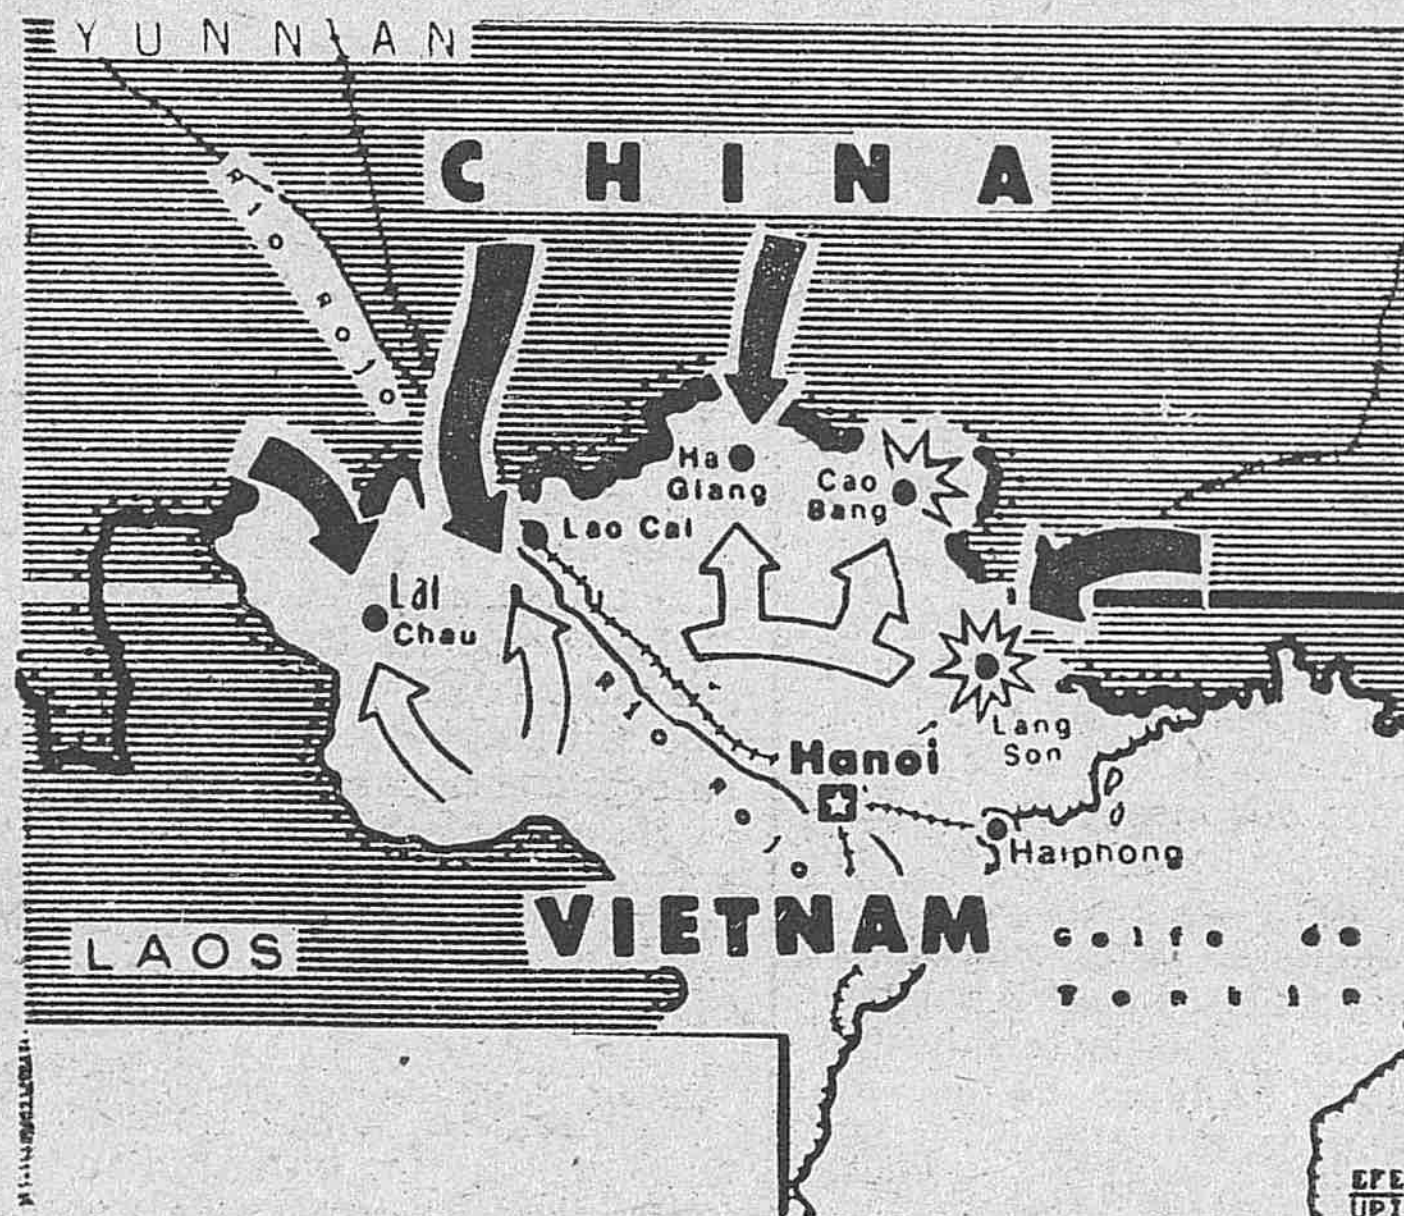 YUNNAN
CHINA
RIO ROJO
Ha
Giang
Cao
Bang
Lao Cai
Lai
Chau
RIO RO
Lang
Son
Hanoi
Haiphong
VIETNAM
LAOS
Golfo de
Tonkin
EFE
UPI